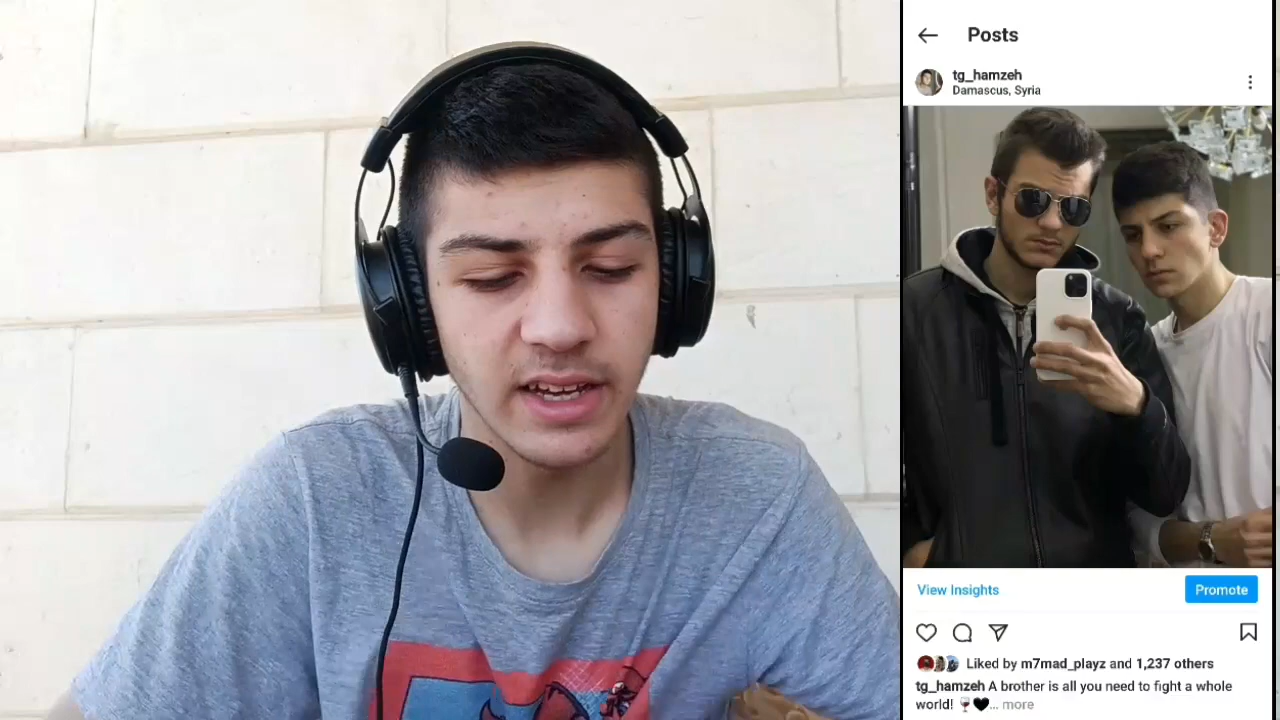 Posts
tg_hamzeh
Damascus, Syria
View Insights
Promote
Liked by m7mad_playz and 1,237 others
tg_hamzeh A brother is all you need to fight a whole
world! 🍷🖤... more